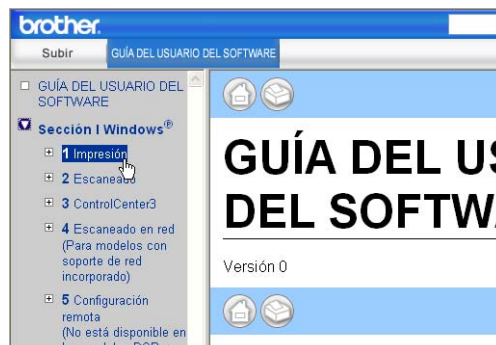 brother
Subir
GUÍA DEL USUARIO DEL SOFTWARE
GUÍA DEL USUARIO DEL
SOFTWARE
Sección I Windows®
1 Impresión
2 Escaneado
3 ControlCenter3
4 Escaneado en red
(Para modelos con
soporte de red
incorporado)
5 Configuración
remota
(No está disponible en
GUÍA DEL
DEL
Versión 0